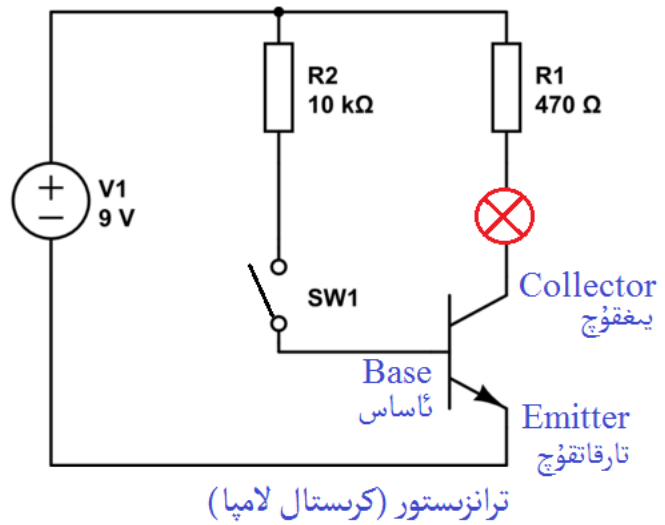 R2
10 kΩ
R1
470 Ω
+
−
V1
9 V
SW1
Collector
يىغقۇچ
Base
ئاساس
Emitter
تارقاتقۇچ
ترانزىستور (كرىستال لامپا)